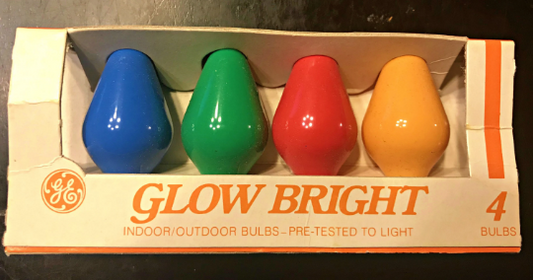 GE
GLOW BRIGHT
INDOOR/OUTDOOR BULBS-PRE-TESTED TO LIGHT
4
BULBS